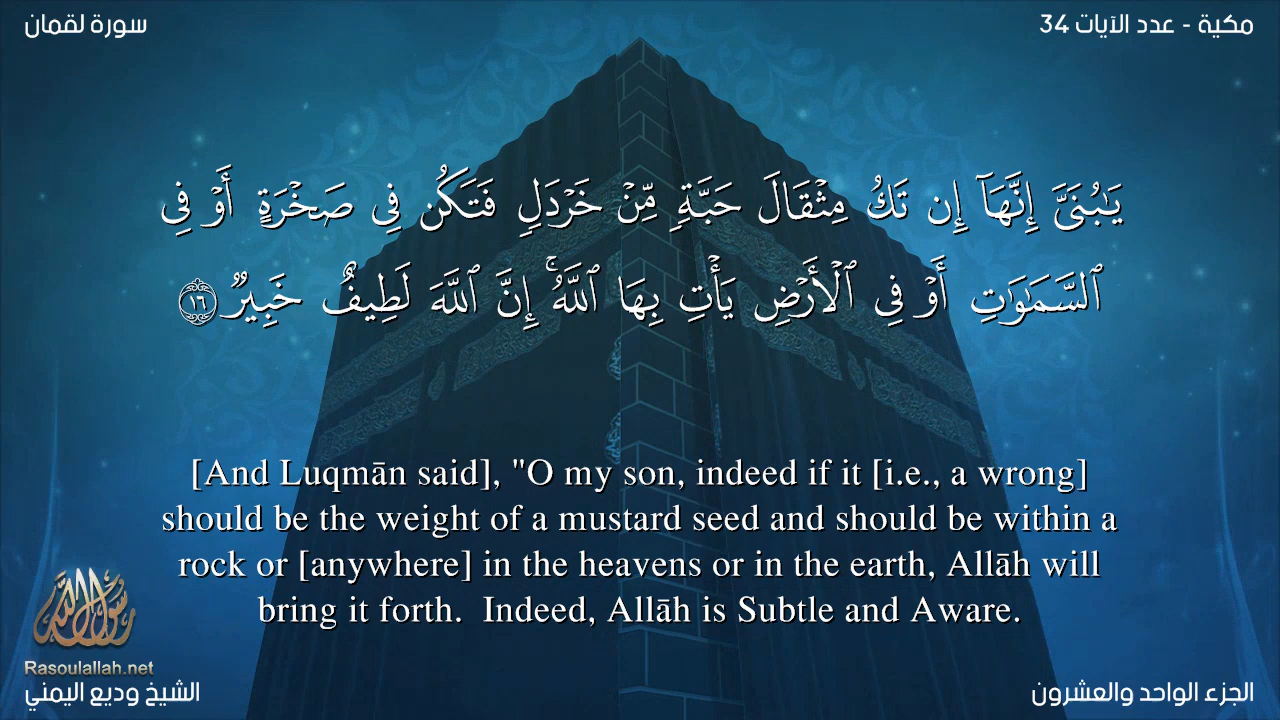 سورة لقمان
مكية - عدد الآيات 34
يَـٰبُنَىَّ إِنَّهَآ إِن تَكُ مِثْقَالَ حَبَّةٍ مِّنْ خَرْدَلٍ فَتَكُن فِى صَخْرَةٍ أَوْ فِى
ٱلسَّمَـٰوَٰتِ أَوْ فِى ٱلْأَرْضِ يَأْتِ بِهَا ٱللَّهُ ۚ إِنَّ ٱللَّهَ لَطِيفٌ خَبِيرٌ ١٦
[And Luqmān said], "O my son, indeed if it [i.e., a wrong]
should be the weight of a mustard seed and should be within a
rock or [anywhere] in the heavens or in the earth, Allāh will
bring it forth.  Indeed, Allāh is Subtle and Aware.
رسول الله
Rasoulallah.net
الشيخ وديع اليمني
الجزء الواحد والعشرون